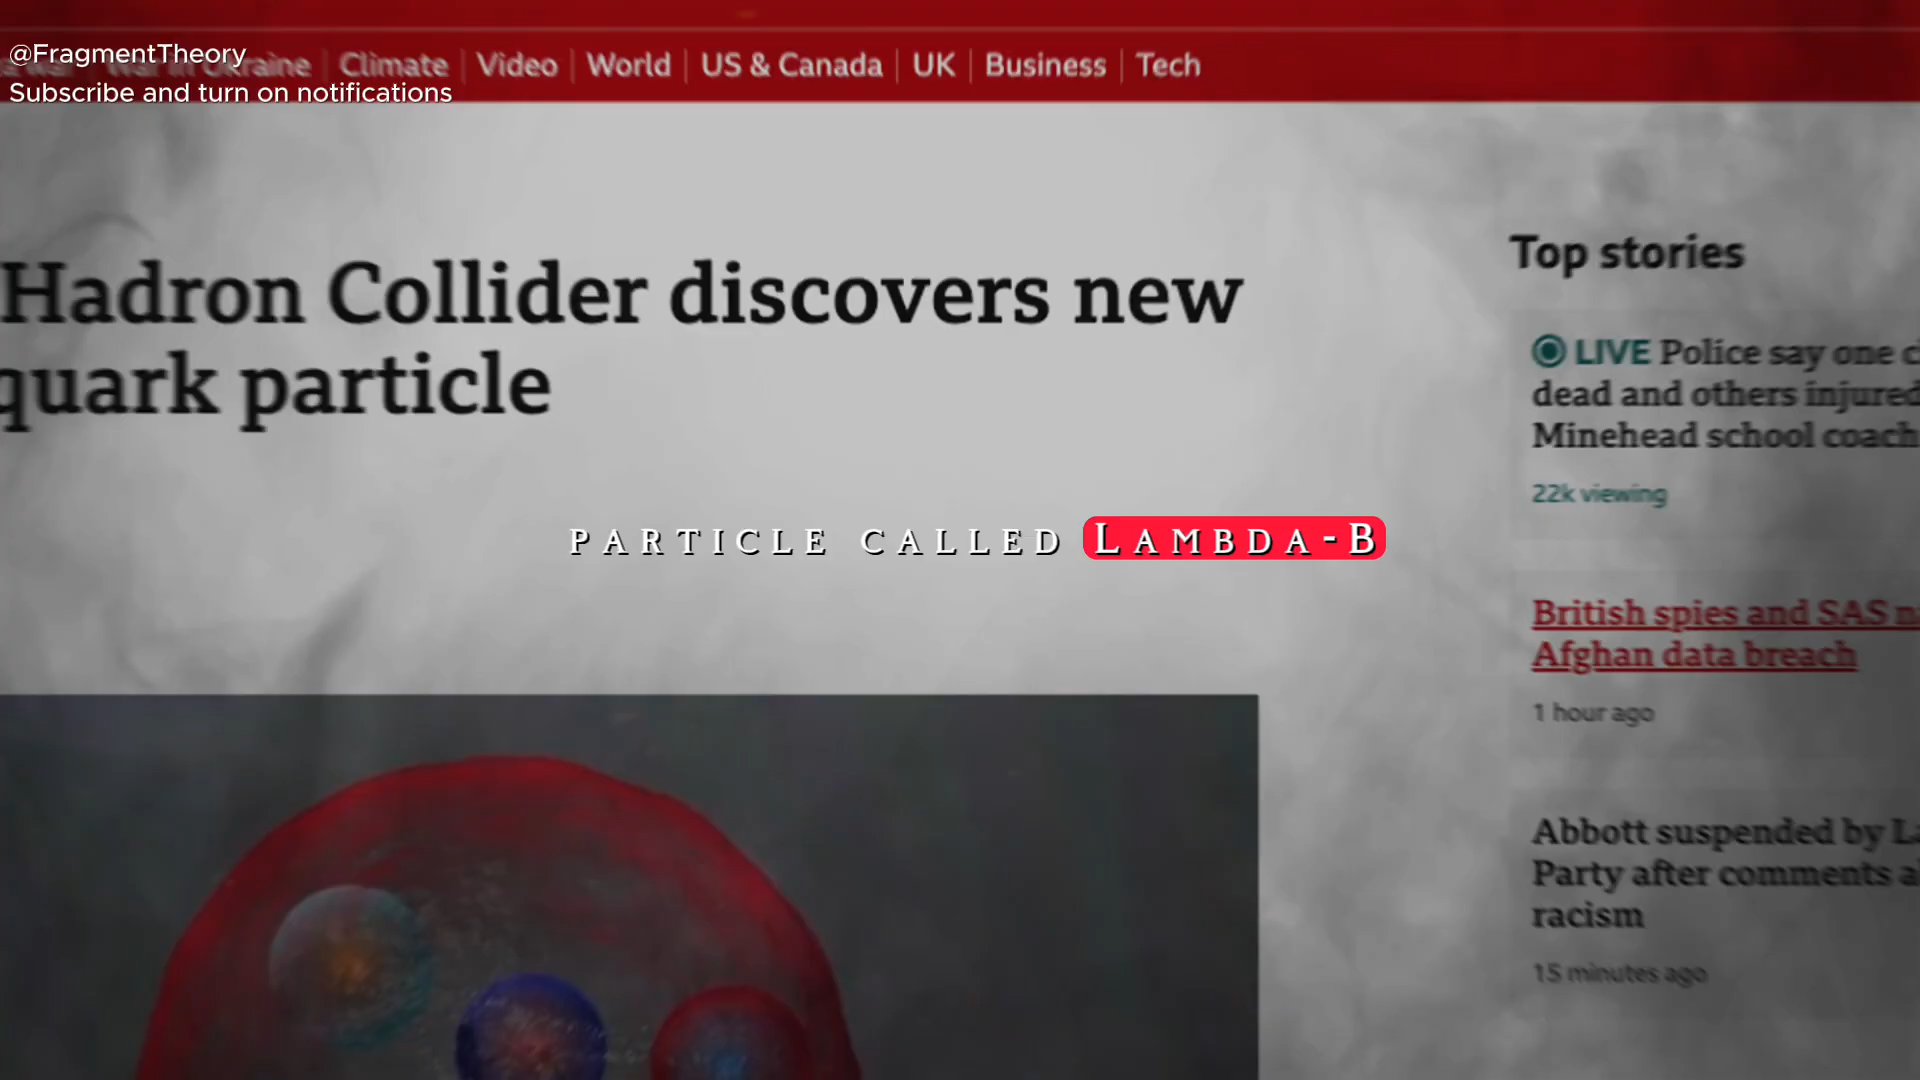 @FragmentTheory
Subscribe and turn on notifications
Ukraine | Climate | Video | World | US & Canada | UK | Business | Tech
Hadron Collider discovers new
quark particle
PARTICLE CALLED LAMBDA-B
Top stories
LIVE Police say one
dead and others injured
Minehead school coach
22k viewing
British spies and SAS
Afghan data breach
1 hour ago
Abbott suspended by
Party after comments
racism
15 minutes ago